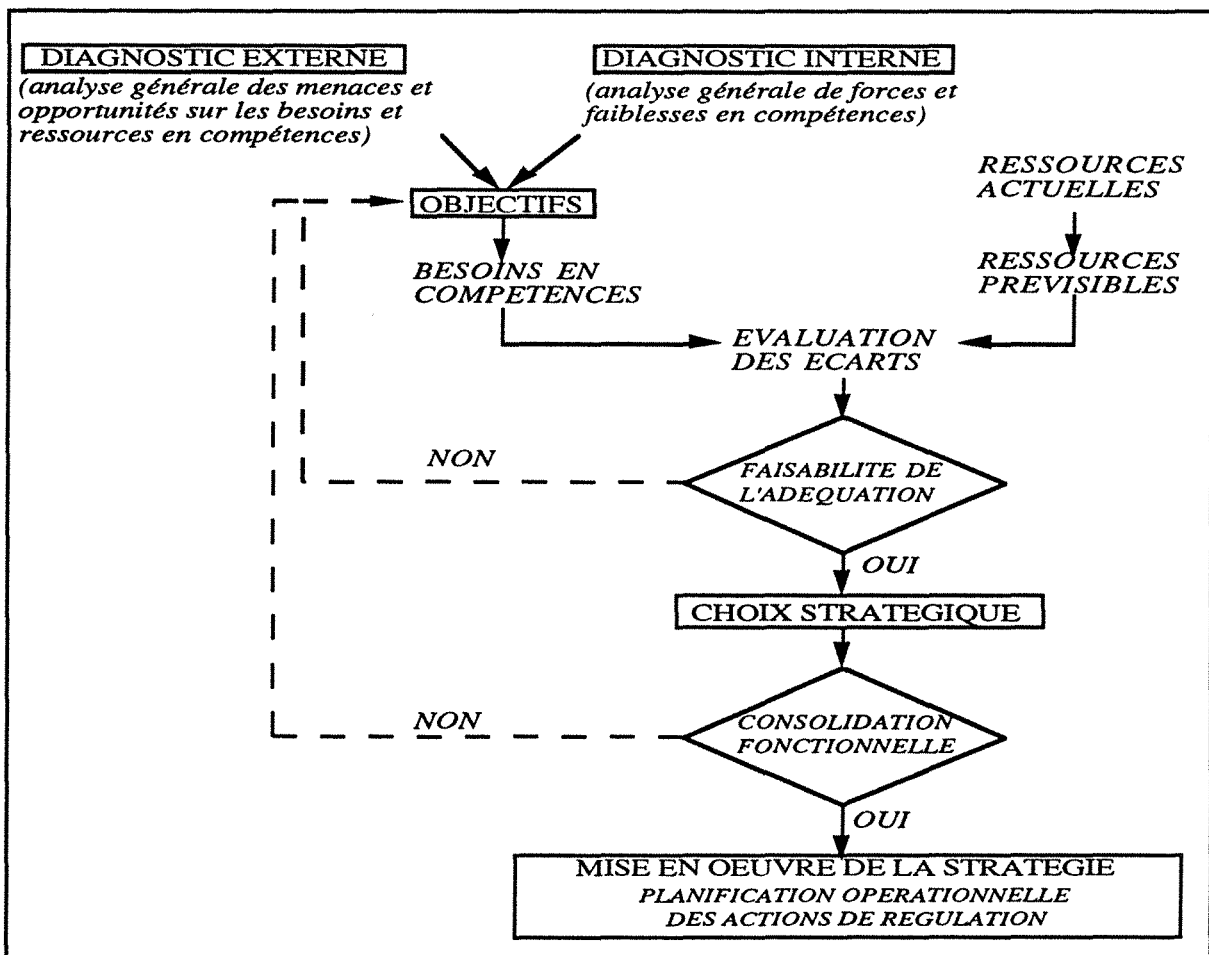 DIAGNOSTIC EXTERNE
(analyse générale des menaces et
opportunités sur les besoins et
ressources en compétences)
DIAGNOSTIC INTERNE
(analyse générale de forces et
faiblesses en compétences)
RESSOURCES
ACTUELLES
OBJECTIFS
BESOINS EN
COMPETENCES
RESSOURCES
PREVISIBLES
EVALUATION
DES ECARTS
NON
FAISABILITE DE
L'ADEQUATION
OUI
CHOIX STRATEGIQUE
NON
CONSOLIDATION
FONCTIONNELLE
OUI
MISE EN OEUVRE DE LA STRATEGIE
PLANIFICATION OPERATIONNELLE
DES ACTIONS DE REGULATION